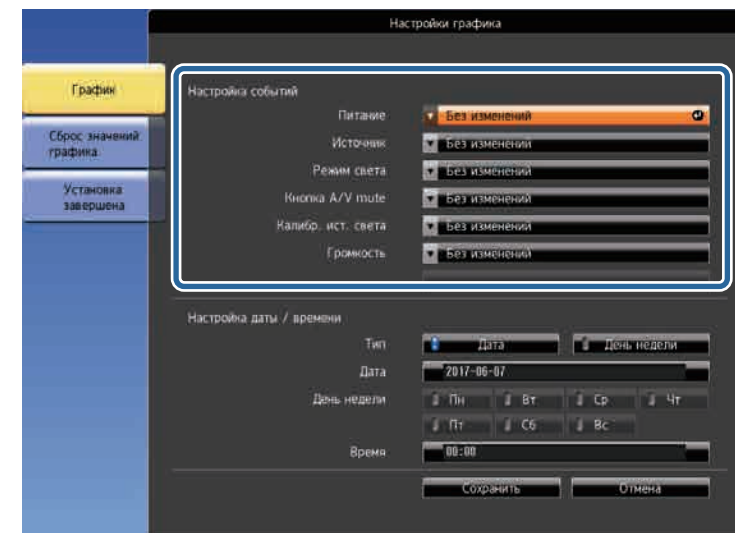 Настройки графика
График
Сброс значений
графика
Установка
завершена
Настройка событий
Питание Без изменений
Источник Без изменений
Режим света Без изменений
Кнопка A/V mute Без изменений
Калибр. ист. света Без изменений
Громкость Без изменений
Настройка даты / времени
Тип Дата День недели
Дата 2017-06-07
День недели Пн Вт Ср Чт
Пт Сб Вс
Время 00:00
Сохранить Отмена